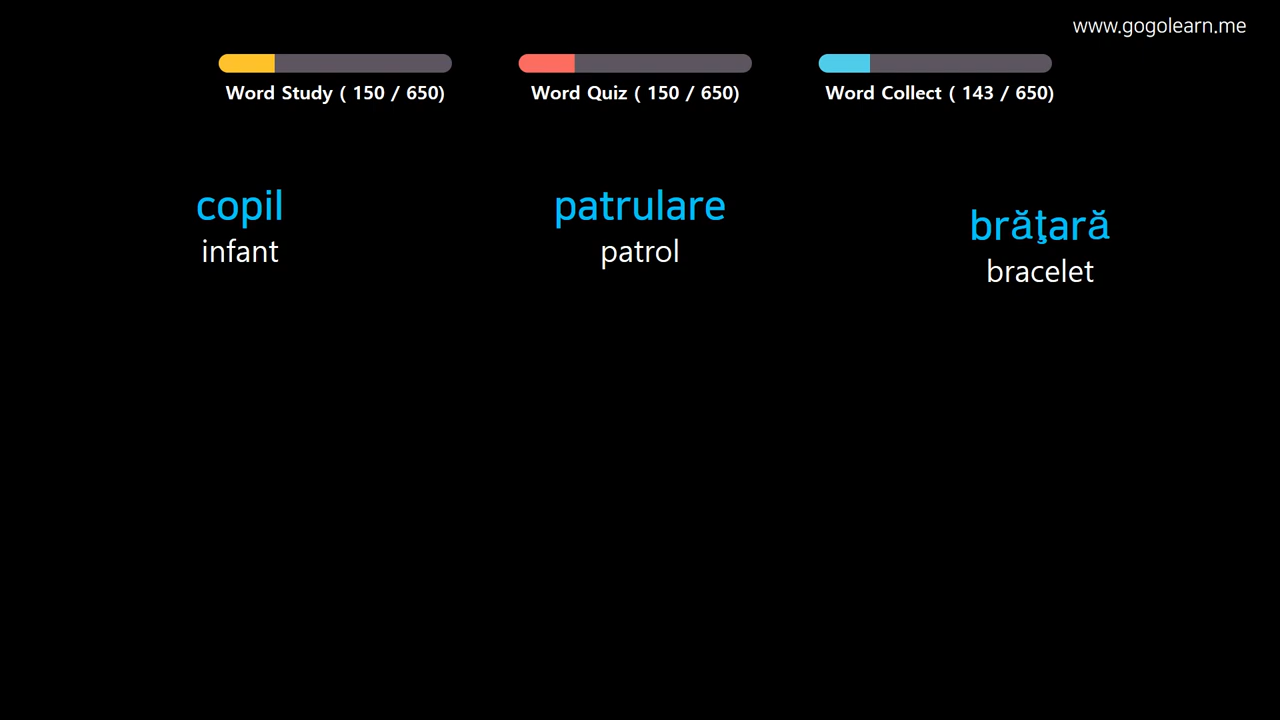 www.gogolearn.me
Word Study ( 150 / 650)
Word Quiz ( 150 / 650)
Word Collect ( 143 / 650)
copil
infant
patrulare
patrol
brăţară
bracelet